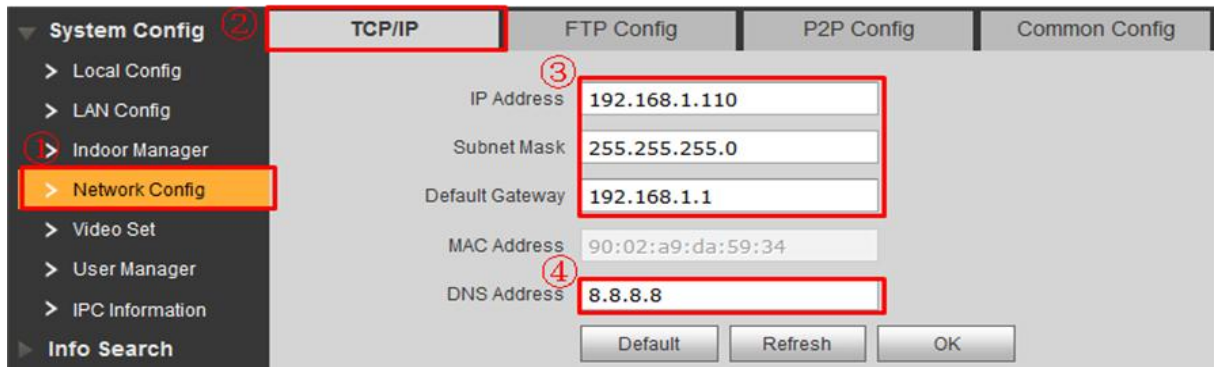 System Config
② TCP/IP FTP Config P2P Config Common Config
Local Config
LAN Config
① Indoor Manager
Network Config
Video Set
User Manager
IPC Information
Info Search
③
IP Address 192.168.1.110
Subnet Mask 255.255.255.0
Default Gateway 192.168.1.1
MAC Address 90:02:a9:da:59:34
④
DNS Address 8.8.8.8
Default Refresh OK